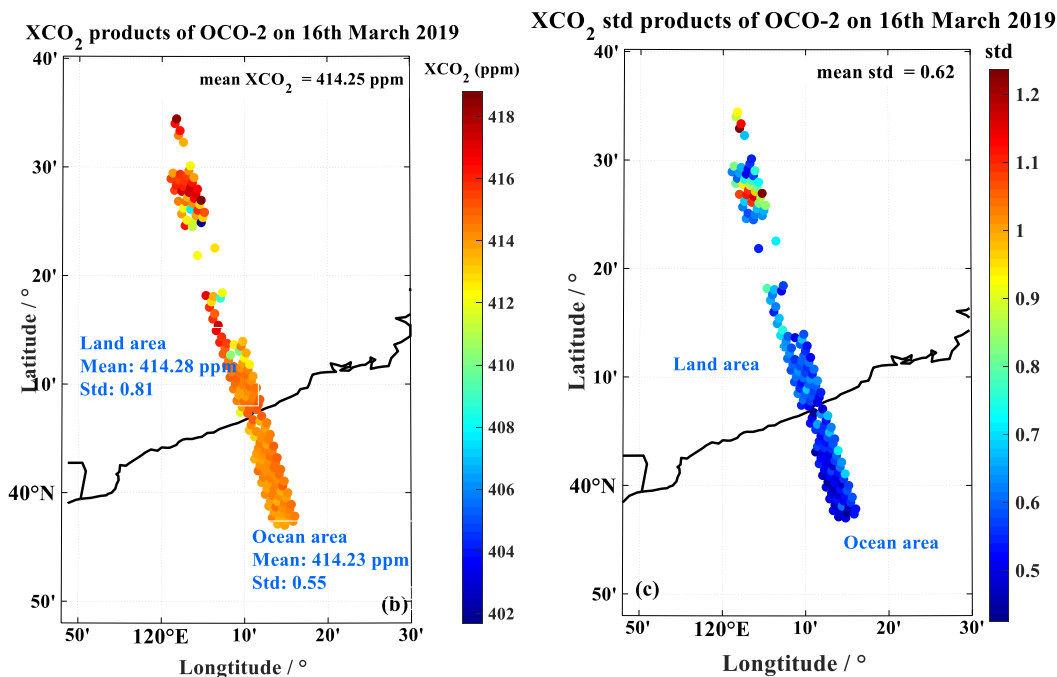 XCO2 products of OCO-2 on 16th March 2019
XCO2 (ppm)
mean XCO2 = 414.25 ppm
40'
30'
20'
10'
40°N
50'
Latitude / °
Land area
Mean: 414.28 ppm
Std: 0.81
Ocean area
Mean: 414.23 ppm
Std: 0.55
(b)
50'
120°E
10'
20'
30'
Longtitude / °
418
416
414
412
410
408
406
404
402
XCO2 std products of OCO-2 on 16th March 2019
std
mean std = 0.62
40'
30'
20'
10'
40°N
50'
Latitude / °
Land area
Ocean area
(c)
50'
120°E
10'
20'
30'
Longtitude / °
1.2
1.1
1
0.9
0.8
0.7
0.6
0.5